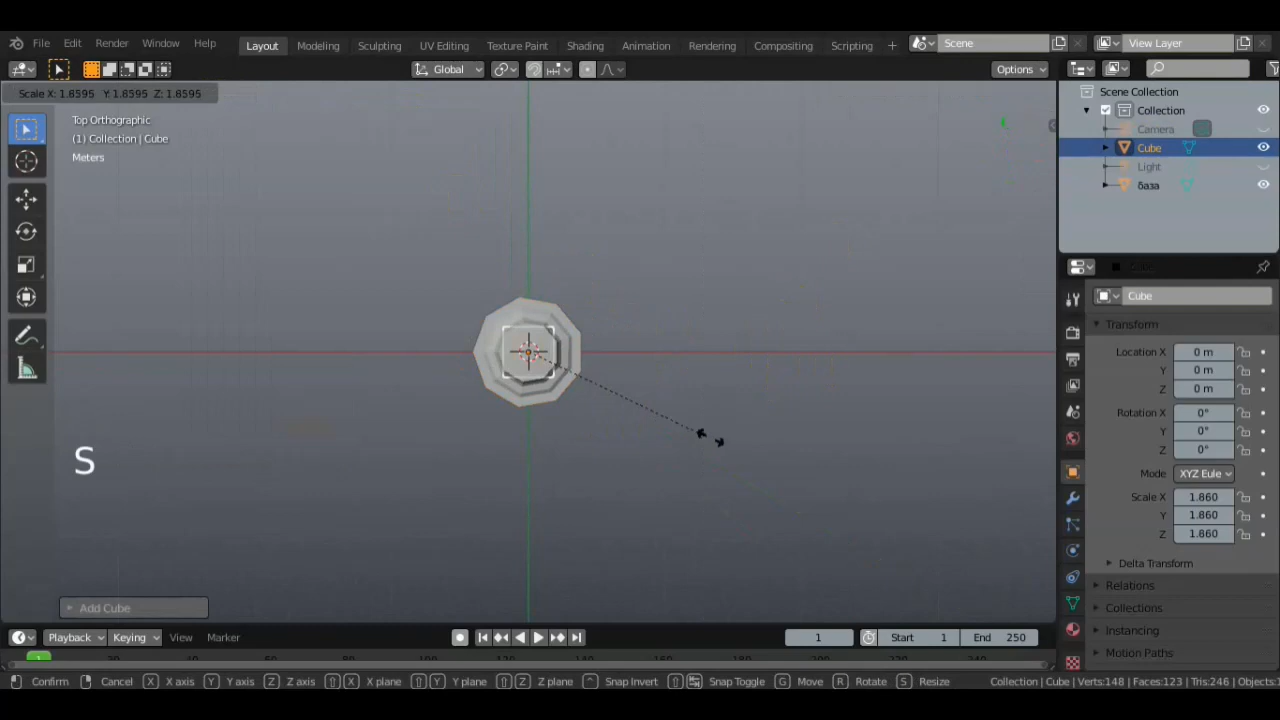 File Edit Render Window Help Layout Modeling Sculpting UV Editing Texture Paint Shading Animation Rendering Compositing Scripting + Scene View Layer
Global Options
Scale X: 1.8595 Y: 1.8595 Z: 1.8595
Top Orthographic
(1) Collection | Cube
Meters
Scene Collection
Collection
Camera
Cube
Light
база
Cube
Transform
Location X 0 m
Y 0 m
Z 0 m
Rotation X 0°
Y 0°
Z 0°
Mode XYZ Eule
Scale X 1.860
Y 1.860
Z 1.860
Delta Transform
Relations
Collections
Instancing
Motion Paths
S
Add Cube
Playback Keying View Marker 1 Start 1 End 250
1
Confirm Cancel X X axis Y Y axis Z Z axis X X plane Y Y plane Z Z plane Snap Invert Snap Toggle G Move R Rotate S Resize Collection | Cube | Verts:148 | Faces:123 | Tris:246 | Objects:1